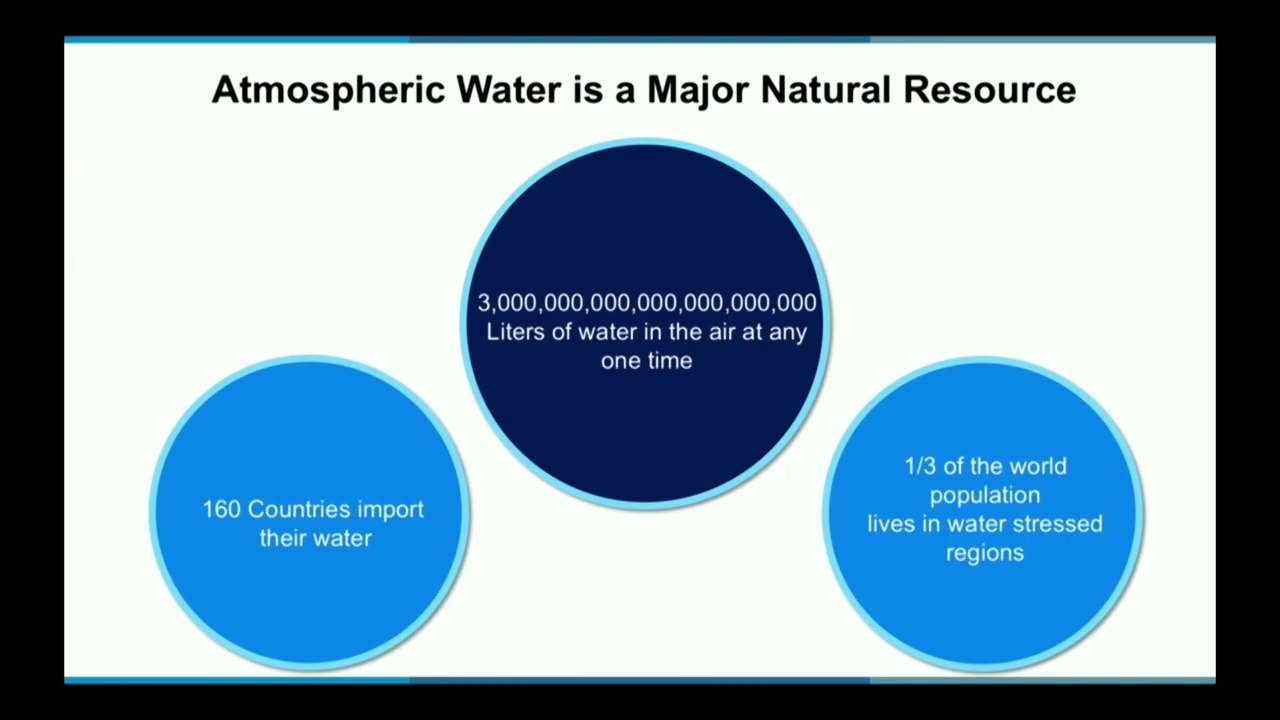 Atmospheric Water is a Major Natural Resource
3,000,000,000,000,000,000,000
Liters of water in the air at any
one time
160 Countries import
their water
1/3 of the world
population
lives in water stressed
regions